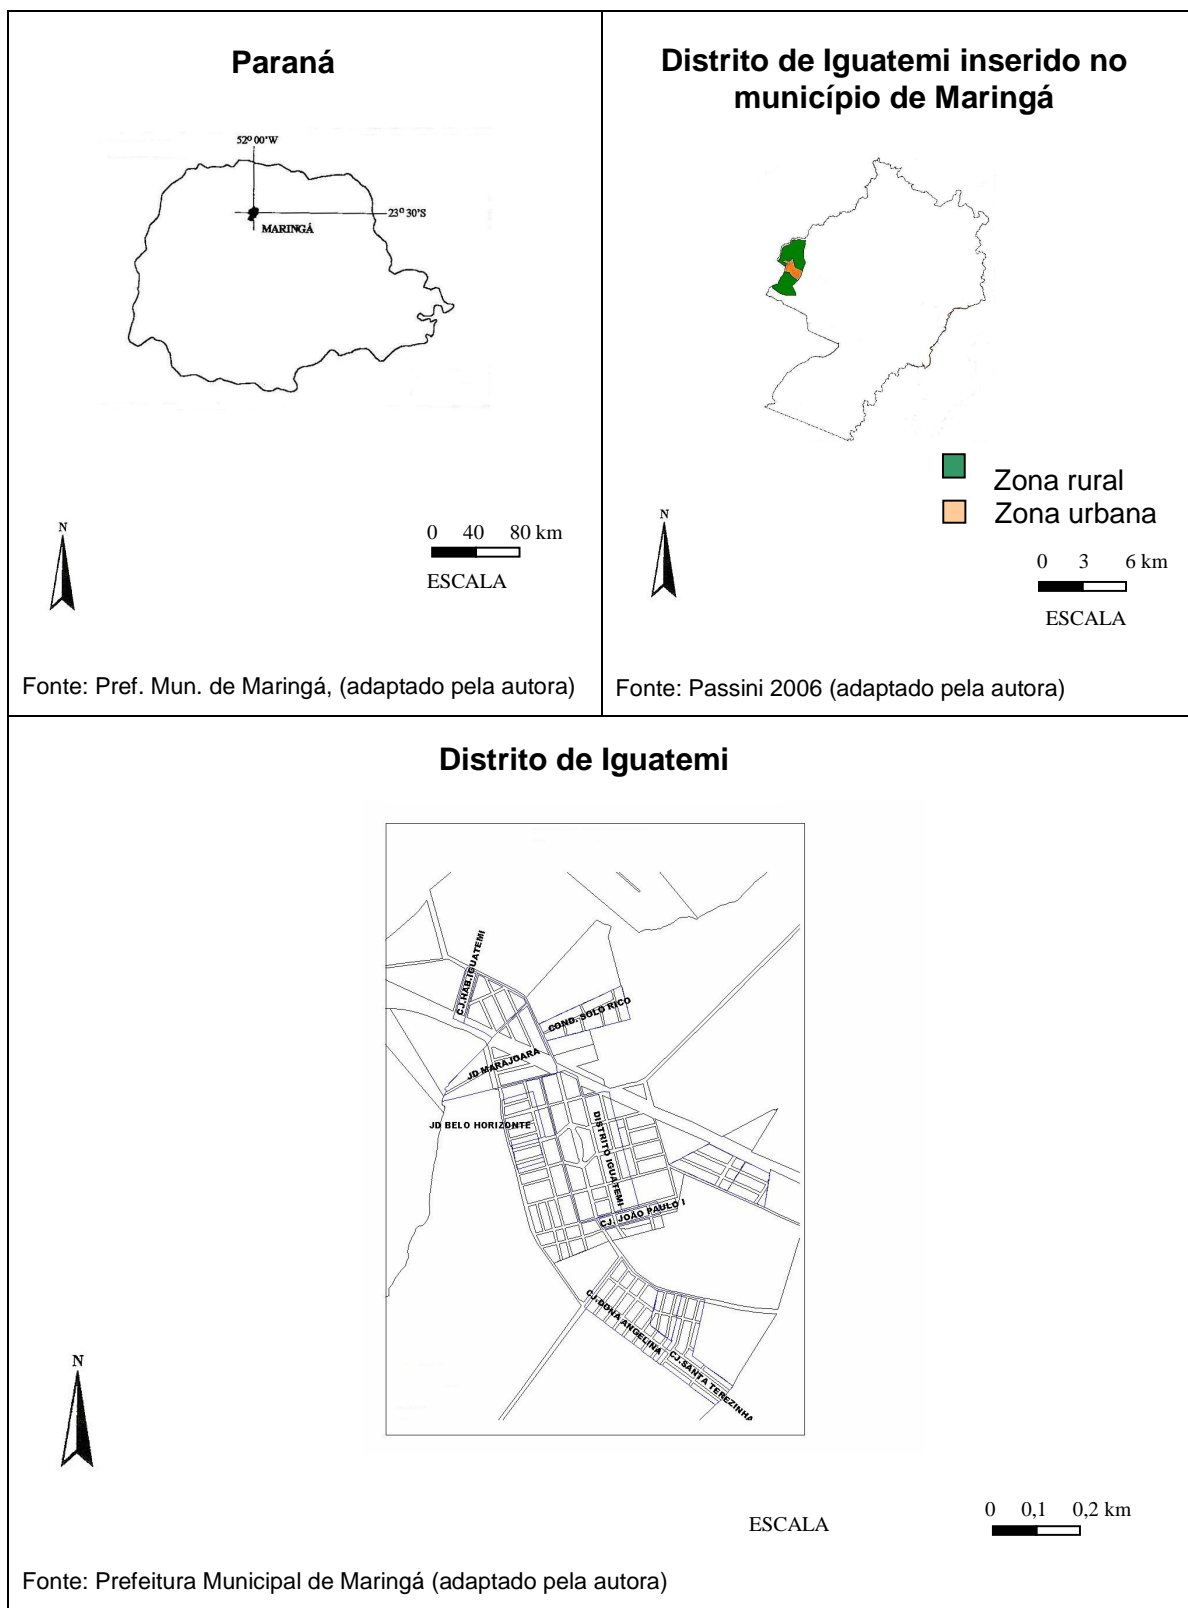 Paraná
52º 00'W
23º 30'S
MARINGÁ
N
0 40 80 km
ESCALA
Fonte: Pref. Mun. de Maringá, (adaptado pela autora)
Distrito de Iguatemi inserido no
município de Maringá
Zona rural
Zona urbana
N
0 3 6 km
ESCALA
Fonte: Passini 2006 (adaptado pela autora)
Distrito de Iguatemi
CJ.HAB.IGUATEMI
COND. SOLO RICO
JD MARAJOARA
JD BELO HORIZONTE
DISTRITO IGUATEMI
CJ. JOÃO PAULO I
CJ.DONA ANGELINA
CJ.SANTA TEREZINHA
N
0 0,1 0,2 km
ESCALA
Fonte: Prefeitura Municipal de Maringá (adaptado pela autora)